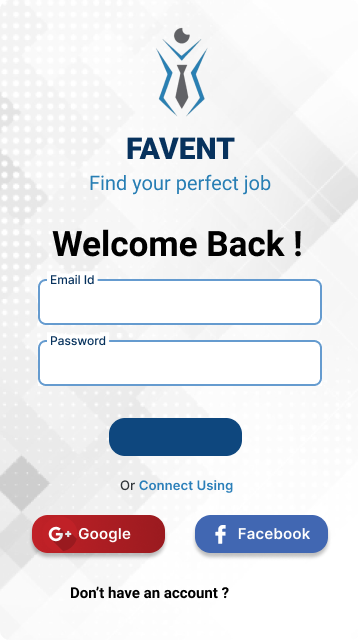 FAVENT
Find your perfect job
Welcome Back !
Email Id
Password
Or Connect Using
G+ Google
f Facebook
Don't have an account ?